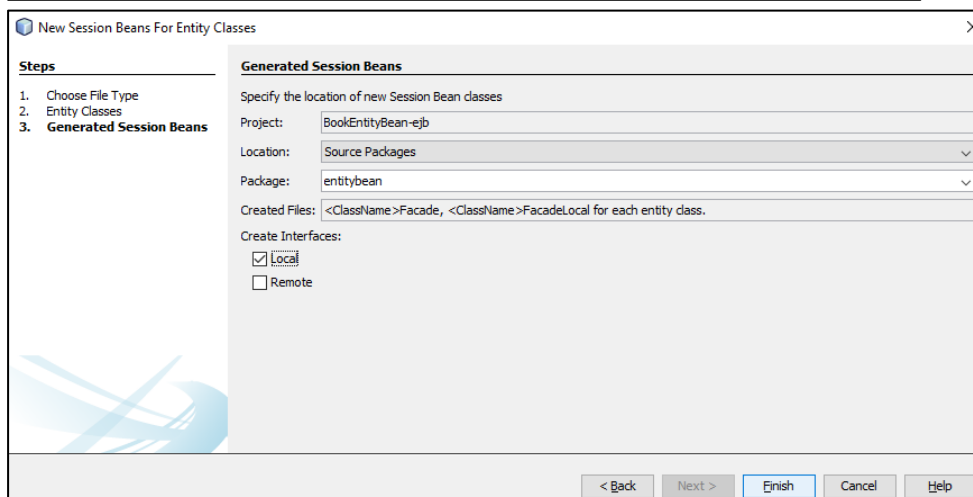 New Session Beans For Entity Classes
Steps
1. Choose File Type
2. Entity Classes
3. Generated Session Beans
Generated Session Beans
Specify the location of new Session Bean classes
Project: BookEntityBean-ejb
Location: Source Packages
Package: entitybean
Created Files: <ClassName>Facade, <ClassName>FacadeLocal for each entity class.
Create Interfaces:
Local
Remote
< Back Next > Finish Cancel Help